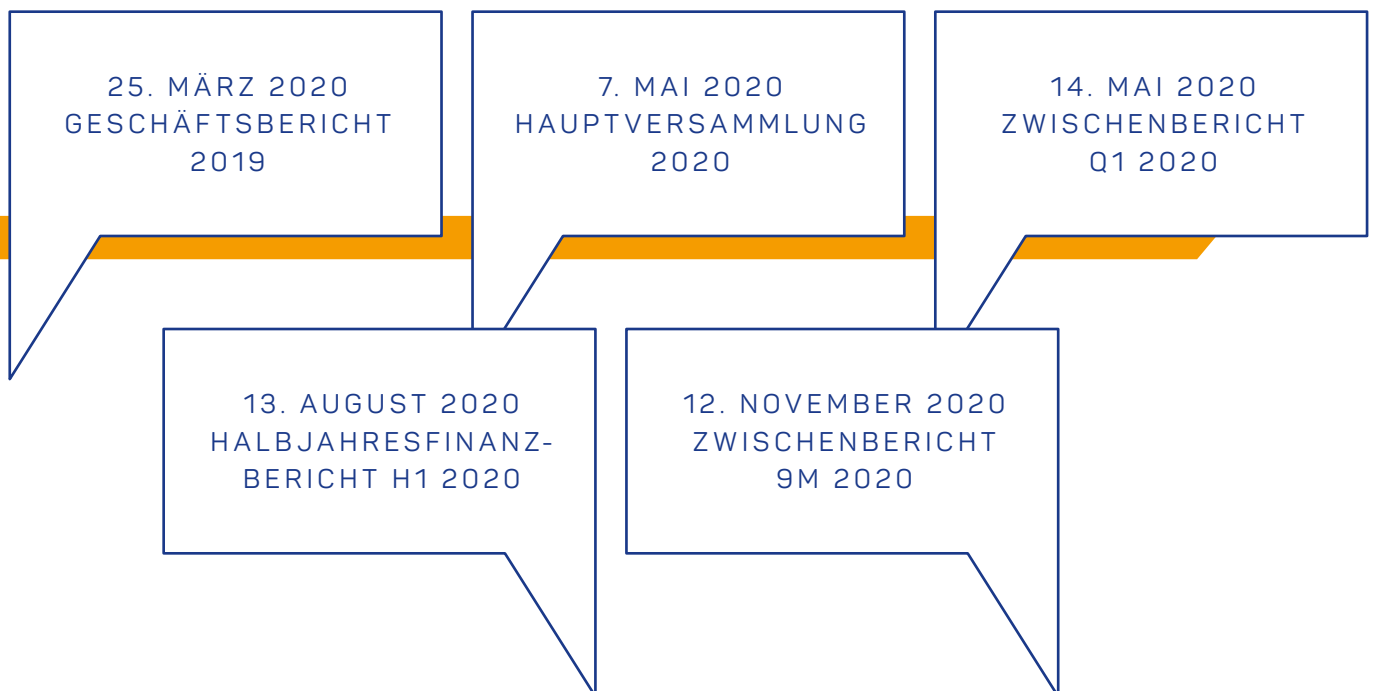 25. MÄRZ 2020
GESCHÄFTSBERICHT
2019
7. MAI 2020
HAUPTVERSAMMLUNG
2020
14. MAI 2020
ZWISCHENBERICHT
Q1 2020
13. AUGUST 2020
HALBJAHRESFINANZ-
BERICHT H1 2020
12. NOVEMBER 2020
ZWISCHENBERICHT
9M 2020